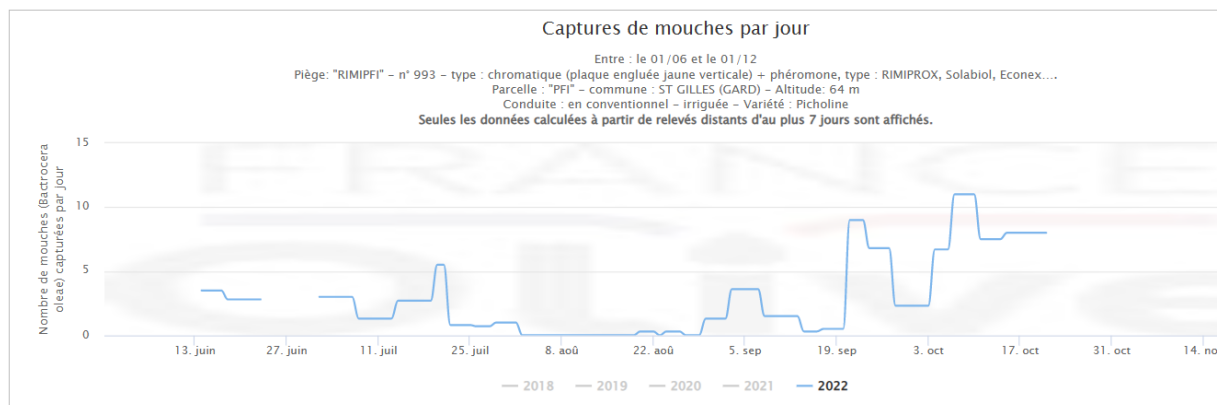 Captures de mouches par jour
Entre : le 01/06 et le 01/12
Piège: "RIMIPFI" - n° 993 - type : chromatique (plaque engluée jaune verticale) + phéromone, type : RIMIPROX, Solabiol, Econex....
Parcelle : "PFI" - commune : ST GILLES (GARD) - Altitude: 64 m
Conduite : en conventionnel - irriguée - Variété : Picholine
Seules les données calculées à partir de relevés distants d'au plus 7 jours sont affichés.
Nombre de mouches (Bactrocera
oleae) capturées par jour
15
10
5
0
FRANCE
OLIVE
13. juin 27. juin 11. juil 25. juil 8. aoû 22. aoû 5. sep 19. sep 3. oct 17. oct 31. oct 14. no
2018 2019 2020 2021 2022